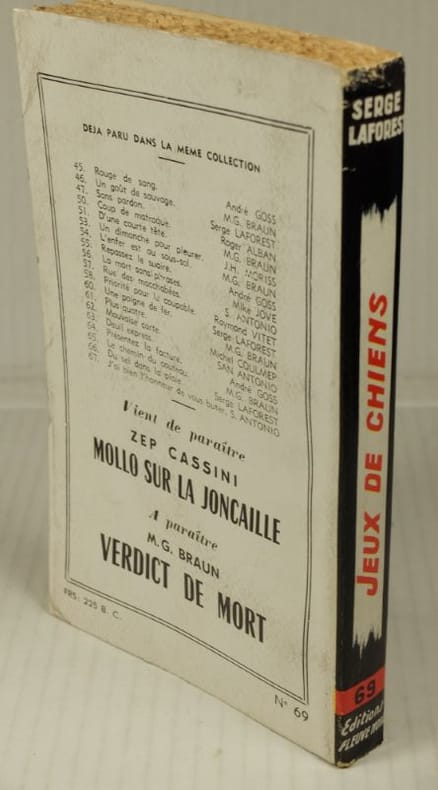 DEJA PARU DANS LA MEME COLLECTION
45. Rouge de sang. André GOSS
46. Un goût de sauvage. M.G. BRAUN
47. Sans pardon. Serge LAFOREST
50. Coup de matraque. Roger ALBAN
51. D'une courte tête. M.G. BRAUN
53. Un dimanche pour pleurer. J.H. MORISS
54. L'enfer est au sous-sol. M.G. BRAUN
55. Repassez le suaire. André GOSS
56. La mort sans phrases. Mike JOVE
57. Rue des macchabées. S. ANTONIO
58. Priorité pour la coupable. Raymond VITET
60. Une poigne de fer. Serge LAFOREST
61. Plus-quatre. M.G. BRAUN
62. Mauvaise carte. Michel COULMER
63. Deuil express. SAN ANTONIO
64. Présentez la facture. André GOSS
65. Le chemin du couteau. M.G. BRAUN
66. Du sel dans la plaie. Serge LAFOREST
67. J'ai bien l'honneur de vous buter. S. ANTONIO
Vient de paraître
ZEP CASSINI
MOLLO SUR LA JONCAILLE
A paraître
M.G. BRAUN
VERDICT DE MORT
FRS. 225 B. C.
N° 69
SERGE
LAFOREST
JEUX DE CHIENS
69
Editions
FLEUVE NOIR